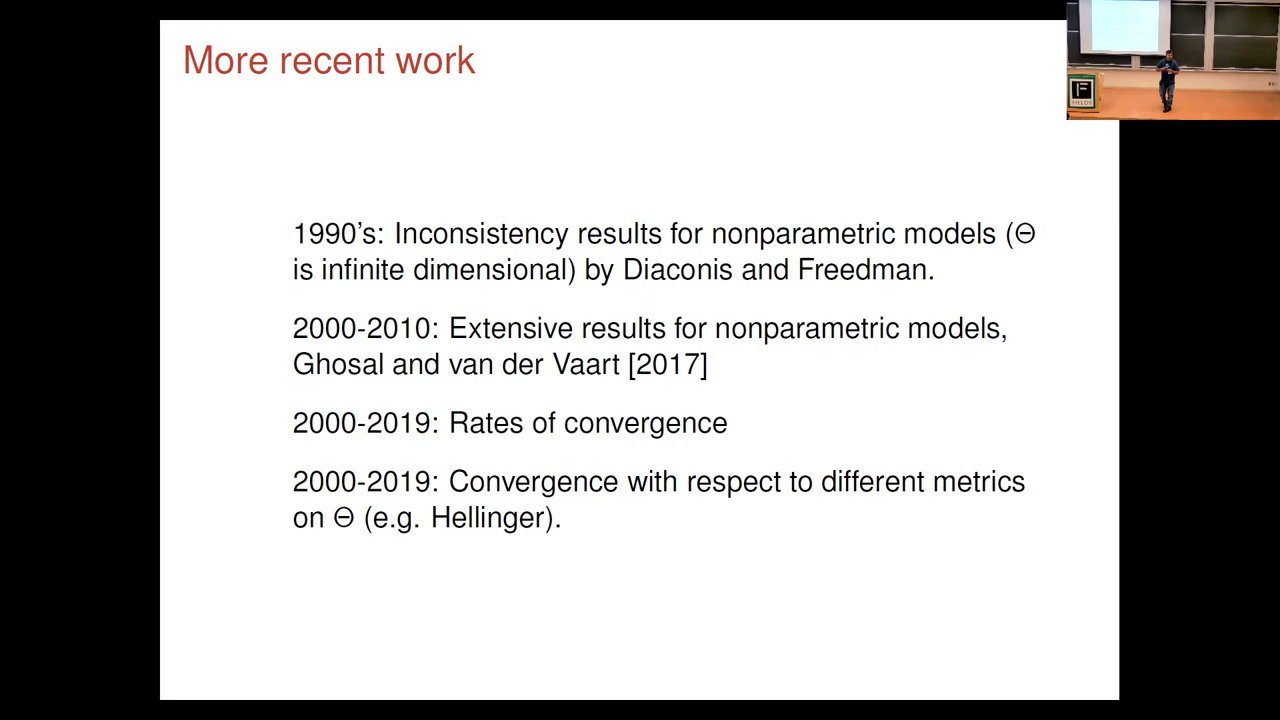 More recent work
1990's: Inconsistency results for nonparametric models (Θ
is infinite dimensional) by Diaconis and Freedman.
2000-2010: Extensive results for nonparametric models,
Ghosal and van der Vaart [2017]
2000-2019: Rates of convergence
2000-2019: Convergence with respect to different metrics
on Θ (e.g. Hellinger).
FIELDS